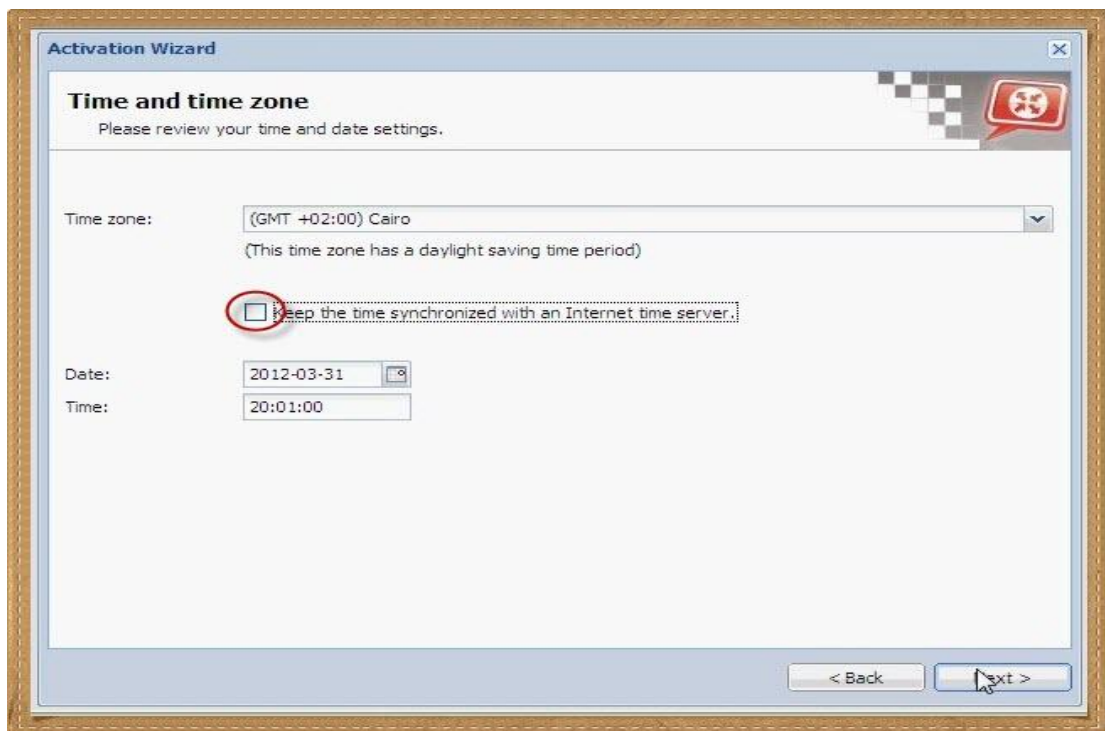 Activation Wizard
Time and time zone
Please review your time and date settings.
Time zone: (GMT +02:00) Cairo
(This time zone has a daylight saving time period)
Keep the time synchronized with an Internet time server.
Date: 2012-03-31
Time: 20:01:00
< Back Next >